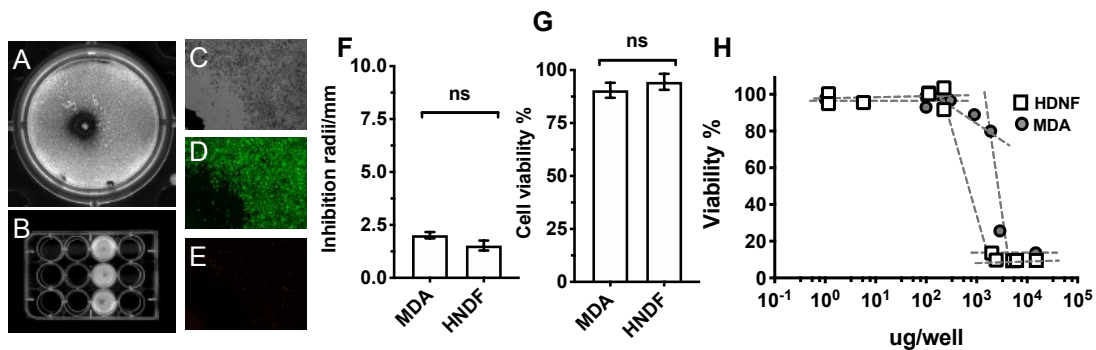 A
B
C
D
E
F
Inhibition radii/mm
10.0
7.5
5.0
2.5
0.0
ns
MDA
HNDF
G
Cell viability %
100
75
50
25
0
ns
MDA
HNDF
H
Viability %
100
80
60
40
20
0
10-1
100
101
102
103
104
105
ug/well
HDNF
MDA